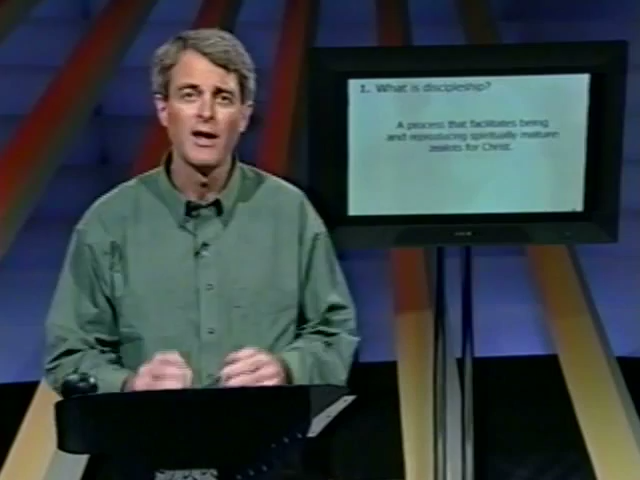 1. What is discipleship?
A process that facilitates being
and reproducing spiritually mature
zealots for Christ.